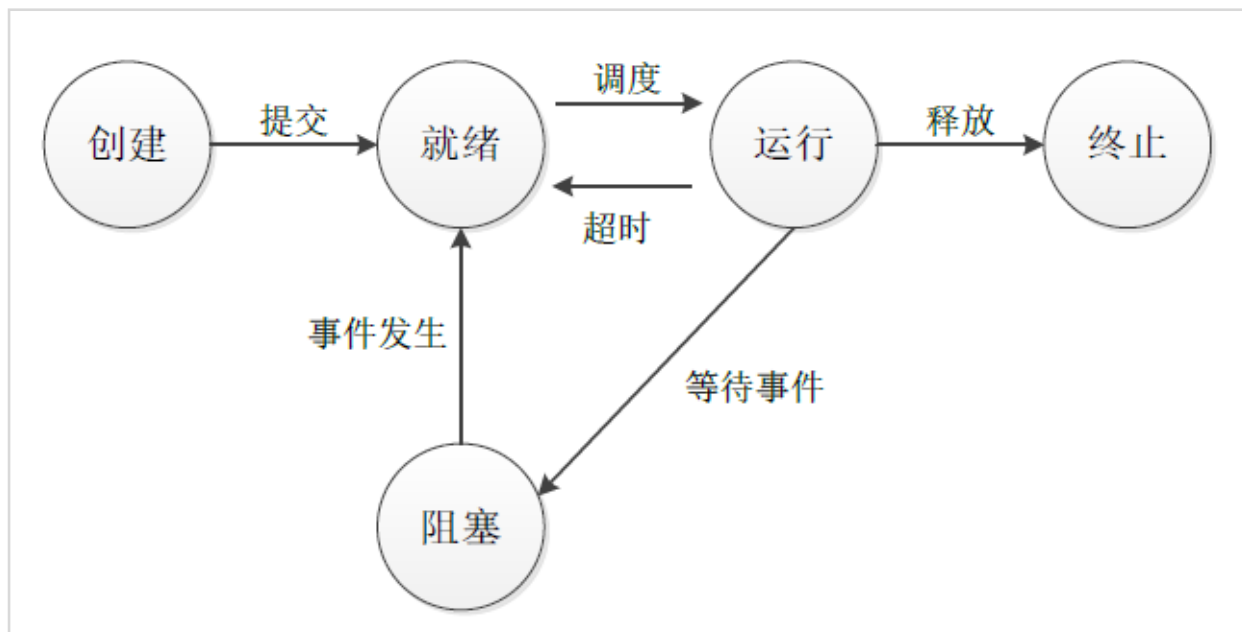 创建
提交
就绪
调度
超时
运行
释放
终止
事件发生
等待事件
阻塞